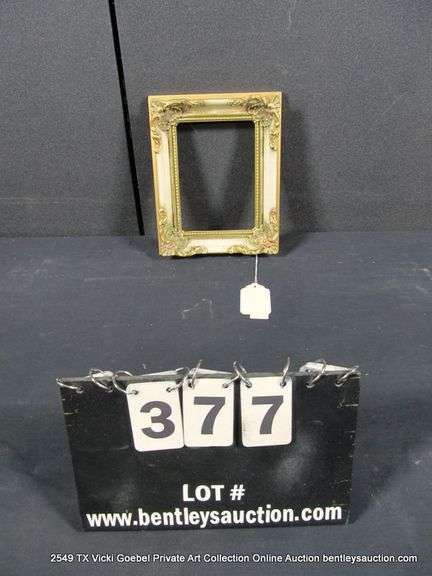 377
LOT #
www.bentleysauction.com
2549 TX Vicki Goebel Private Art Collection Online Auction bentleysauction.com